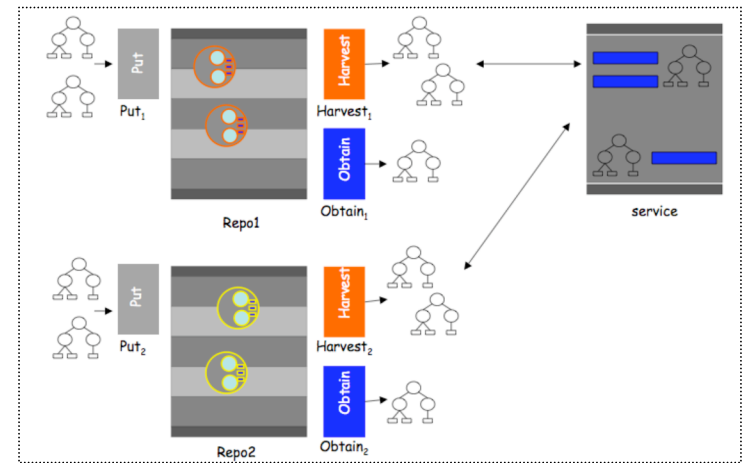 Put
Put1
Repo1
Harvest
Harvest1
Obtain
Obtain1
service
Put
Put2
Repo2
Harvest
Harvest2
Obtain
Obtain2